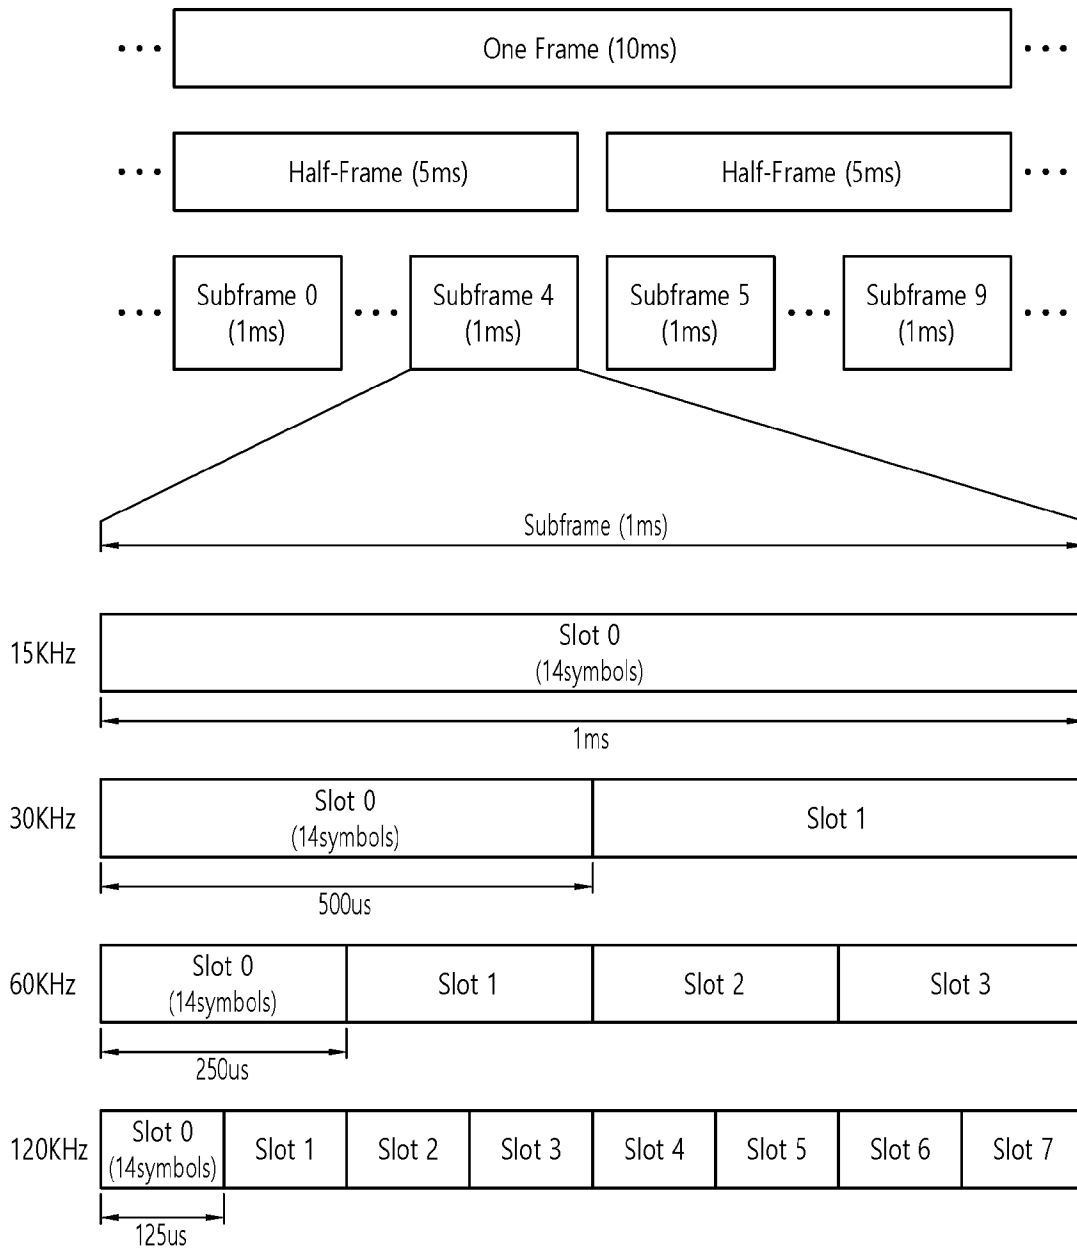 One Frame (10ms)
Half-Frame (5ms)
Half-Frame (5ms)
Subframe 0
(1ms)
Subframe 4
(1ms)
Subframe 5
(1ms)
Subframe 9
(1ms)
Subframe (1ms)
15KHz
Slot 0
(14symbols)
1ms
30KHz
Slot 0
(14symbols)
Slot 1
500us
60KHz
Slot 0
(14symbols)
Slot 1
Slot 2
Slot 3
250us
120KHz
Slot 0
(14symbols)
Slot 1
Slot 2
Slot 3
Slot 4
Slot 5
Slot 6
Slot 7
125us